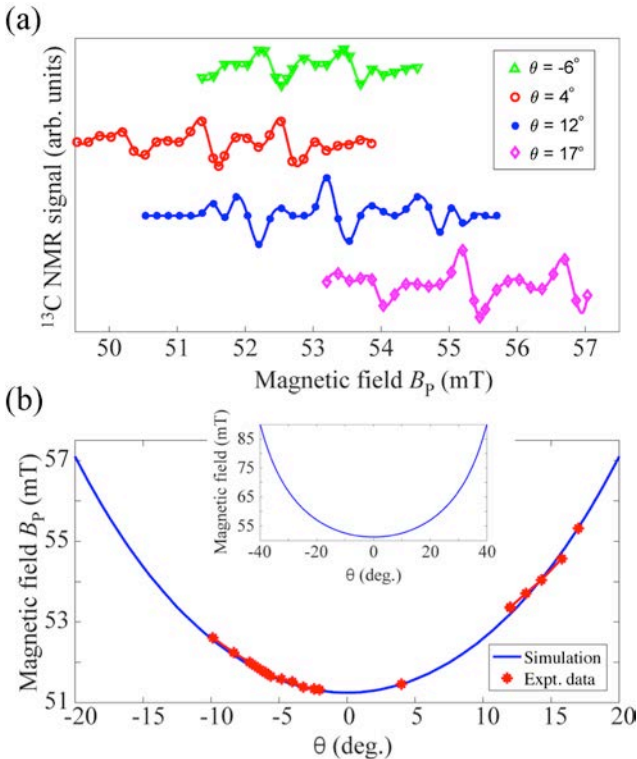 (a)
¹³C NMR signal (arb. units)
θ = -6°
θ = 4°
θ = 12°
θ = 17°
50 51 52 53 54 55 56 57
Magnetic field B_P (mT)
(b)
Magnetic field B_P (mT)
57
55
53
51
Magnetic field (mT)
85
75
65
55
-40 -20 0 20 40
θ (deg.)
Simulation
Expt. data
-20 -15 -10 -5 0 5 10 15 20
θ (deg.)